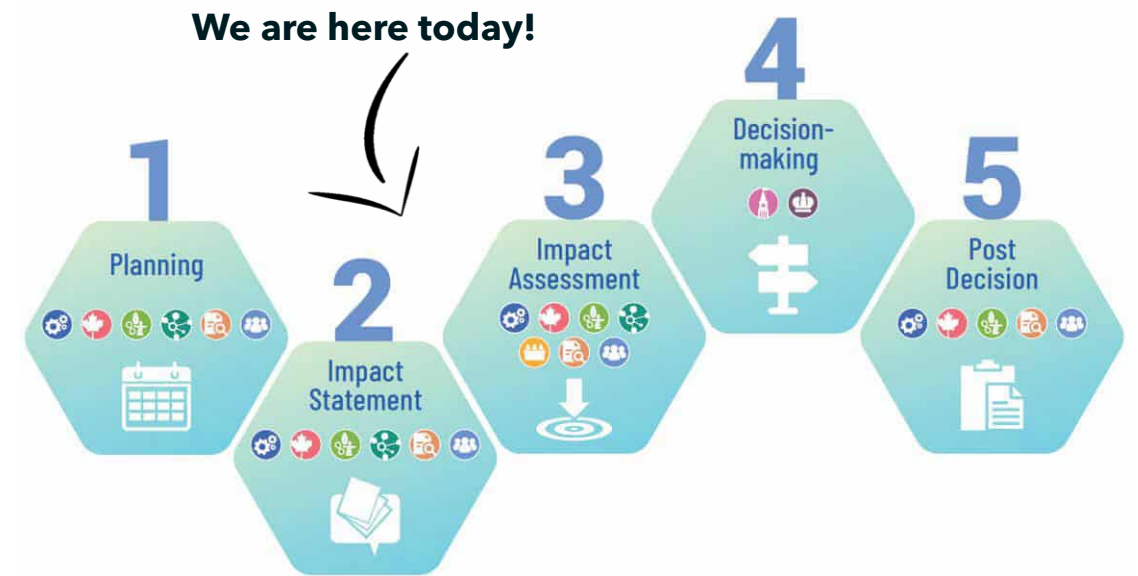 We are here today!
1
Planning
2
Impact
Statement
3
Impact
Assessment
4
Decision-
making
5
Post
Decision